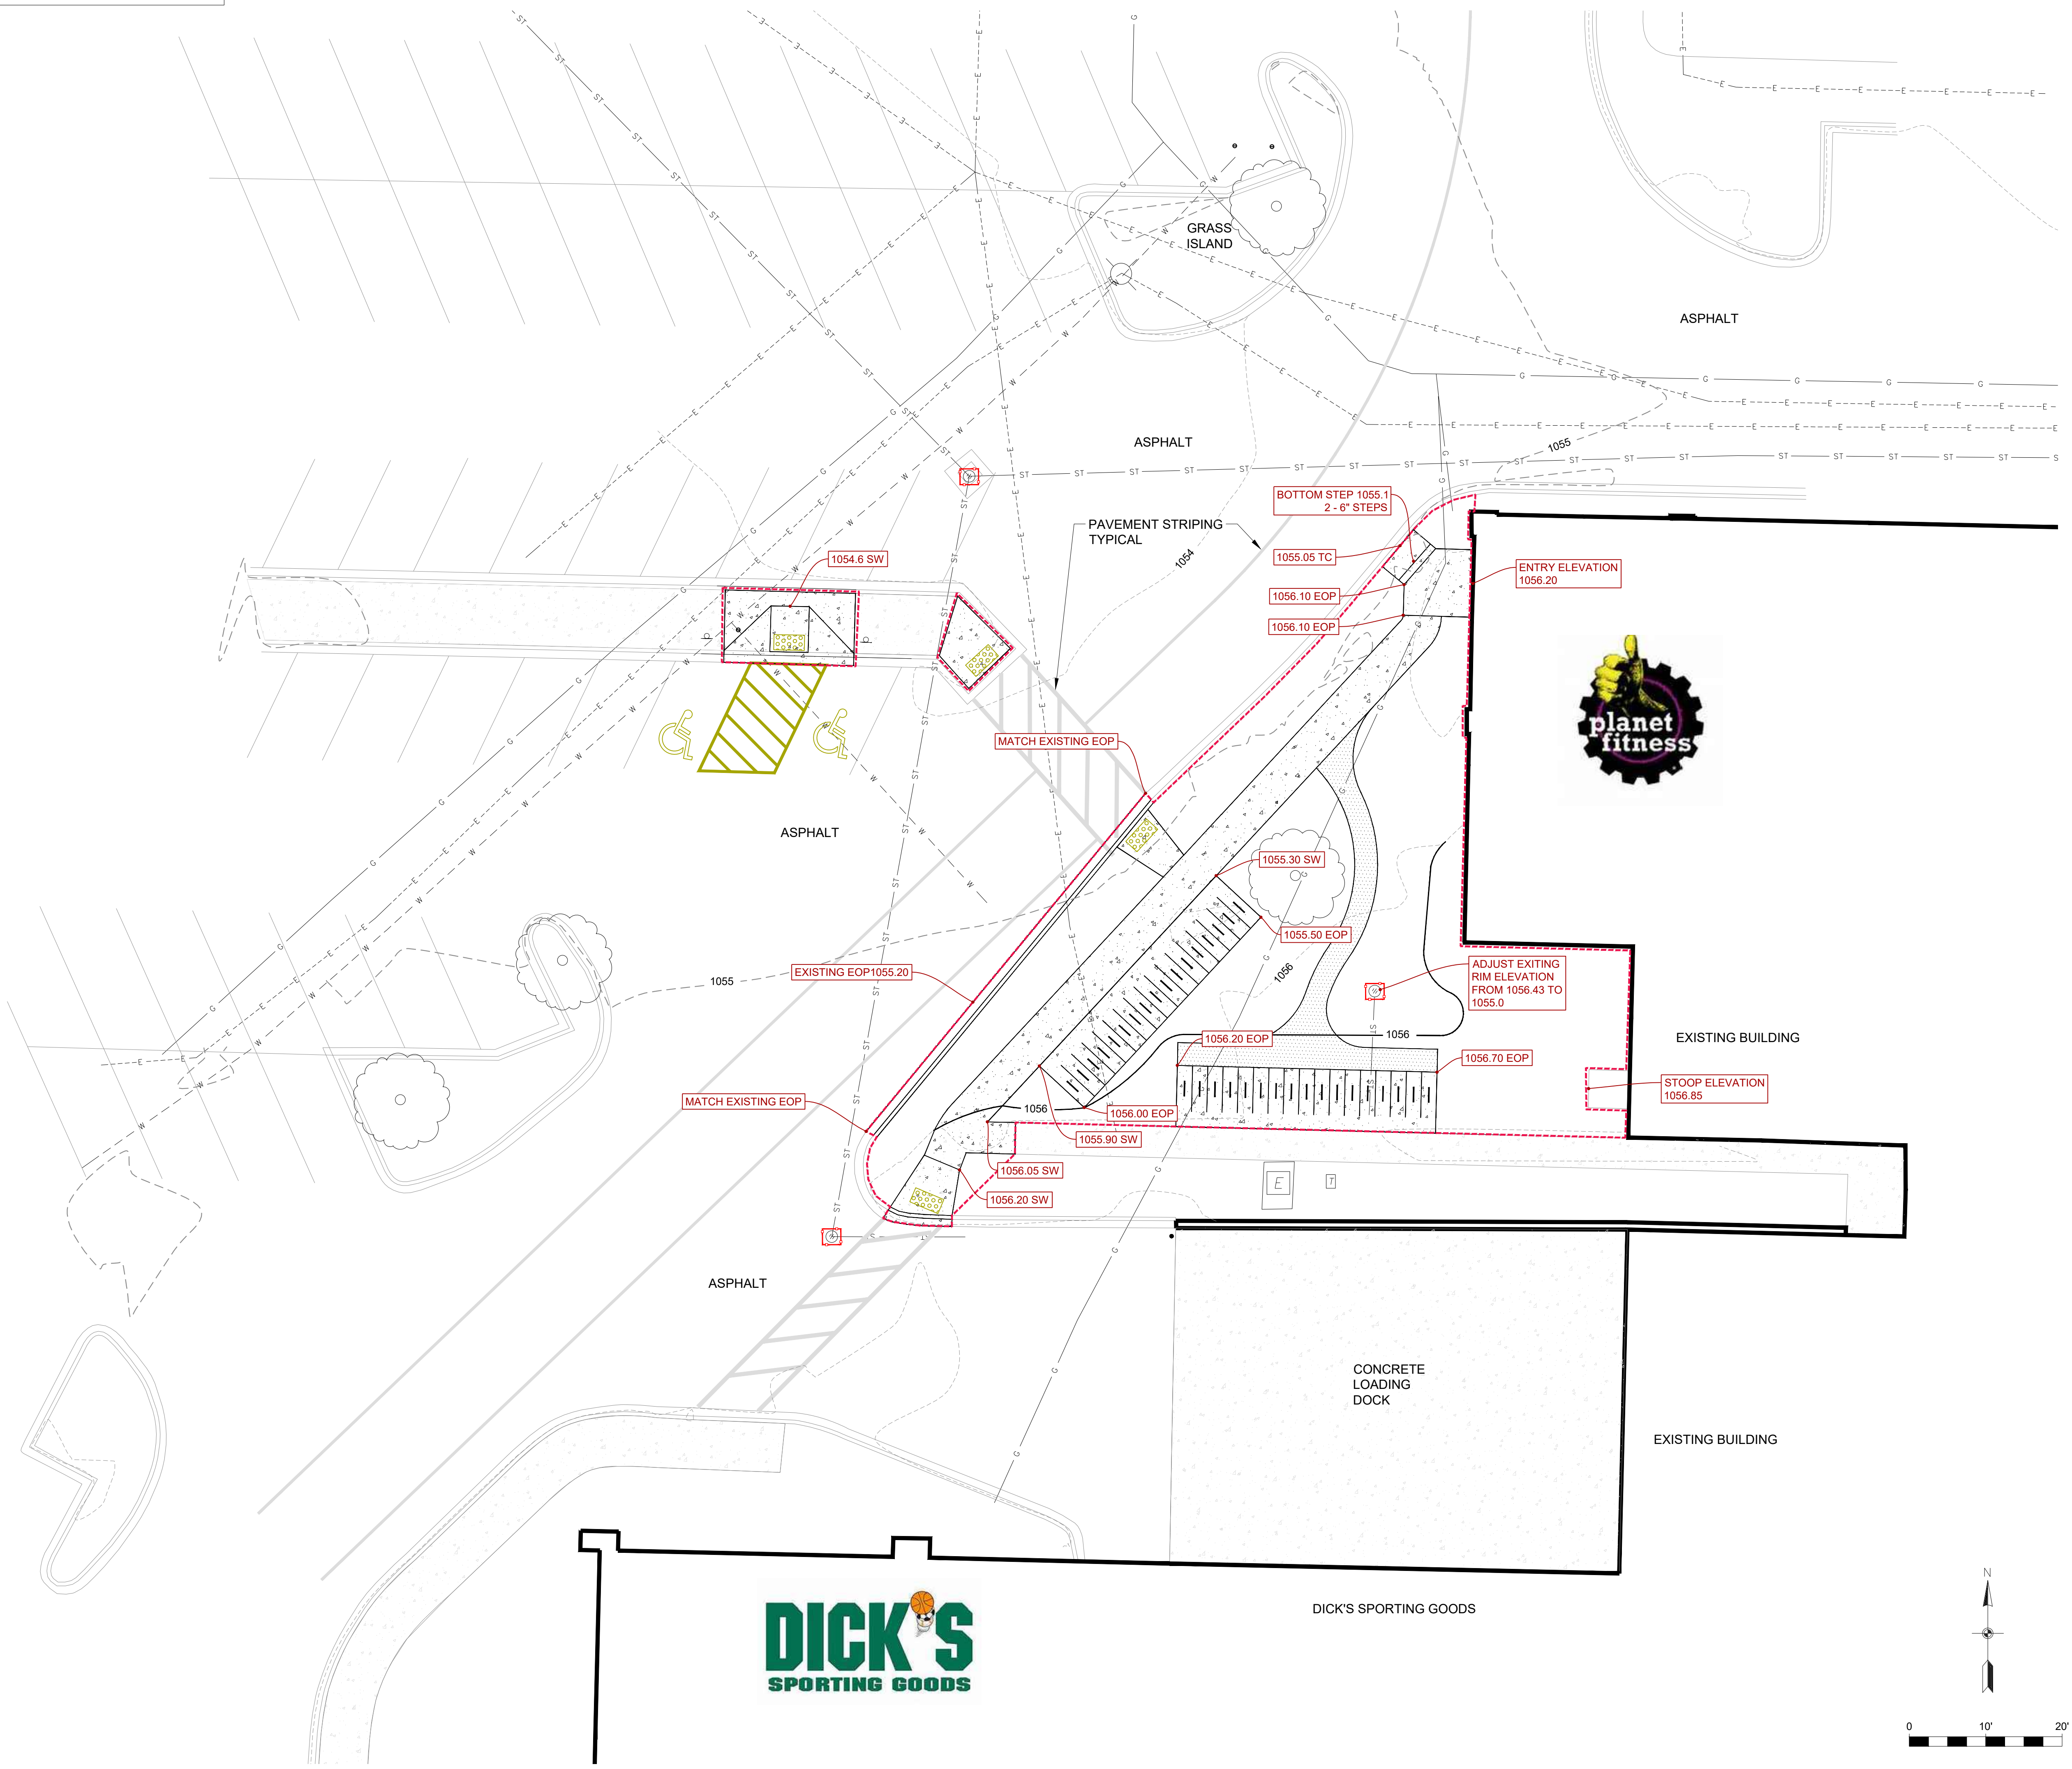 GRASS
ISLAND
ASPHALT
ASPHALT
1055
BOTTOM STEP 1055.1
2 - 6" STEPS
PAVEMENT STRIPING
TYPICAL
1054
1055.05 TC
1054.6 SW
ENTRY ELEVATION
1056.20
1056.10 EOP
1056.10 EOP
planet
fitness
MATCH EXISTING EOP
ASPHALT
1055.30 SW
1055.50 EOP
EXISTING EOP1055.20
1055
1056
ADJUST EXITING
RIM ELEVATION
FROM 1056.43 TO
1055.0
1056.20 EOP
1056
EXISTING BUILDING
1056.70 EOP
STOOP ELEVATION
1056.85
MATCH EXISTING EOP
1056
1056.00 EOP
1055.90 SW
1056.05 SW
1056.20 SW
E
T
ASPHALT
CONCRETE
LOADING
DOCK
EXISTING BUILDING
DICK'S SPORTING GOODS
DICK'S
SPORTING GOODS
N
0 10' 20'